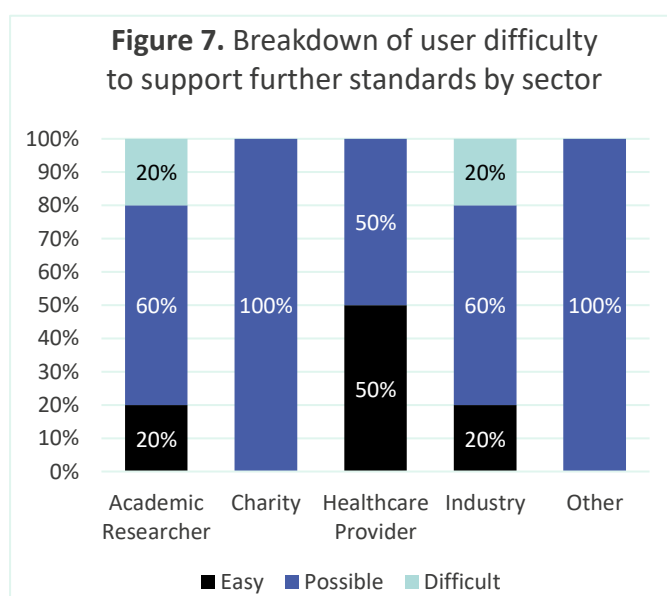 Figure 7. Breakdown of user difficulty
to support further standards by sector
100%
90%
80%
70%
60%
50%
40%
30%
20%
10%
0%
20%
60%
20%
100%
50%
50%
20%
60%
20%
100%
Academic
Researcher
Charity
Healthcare
Provider
Industry
Other
Easy
Possible
Difficult